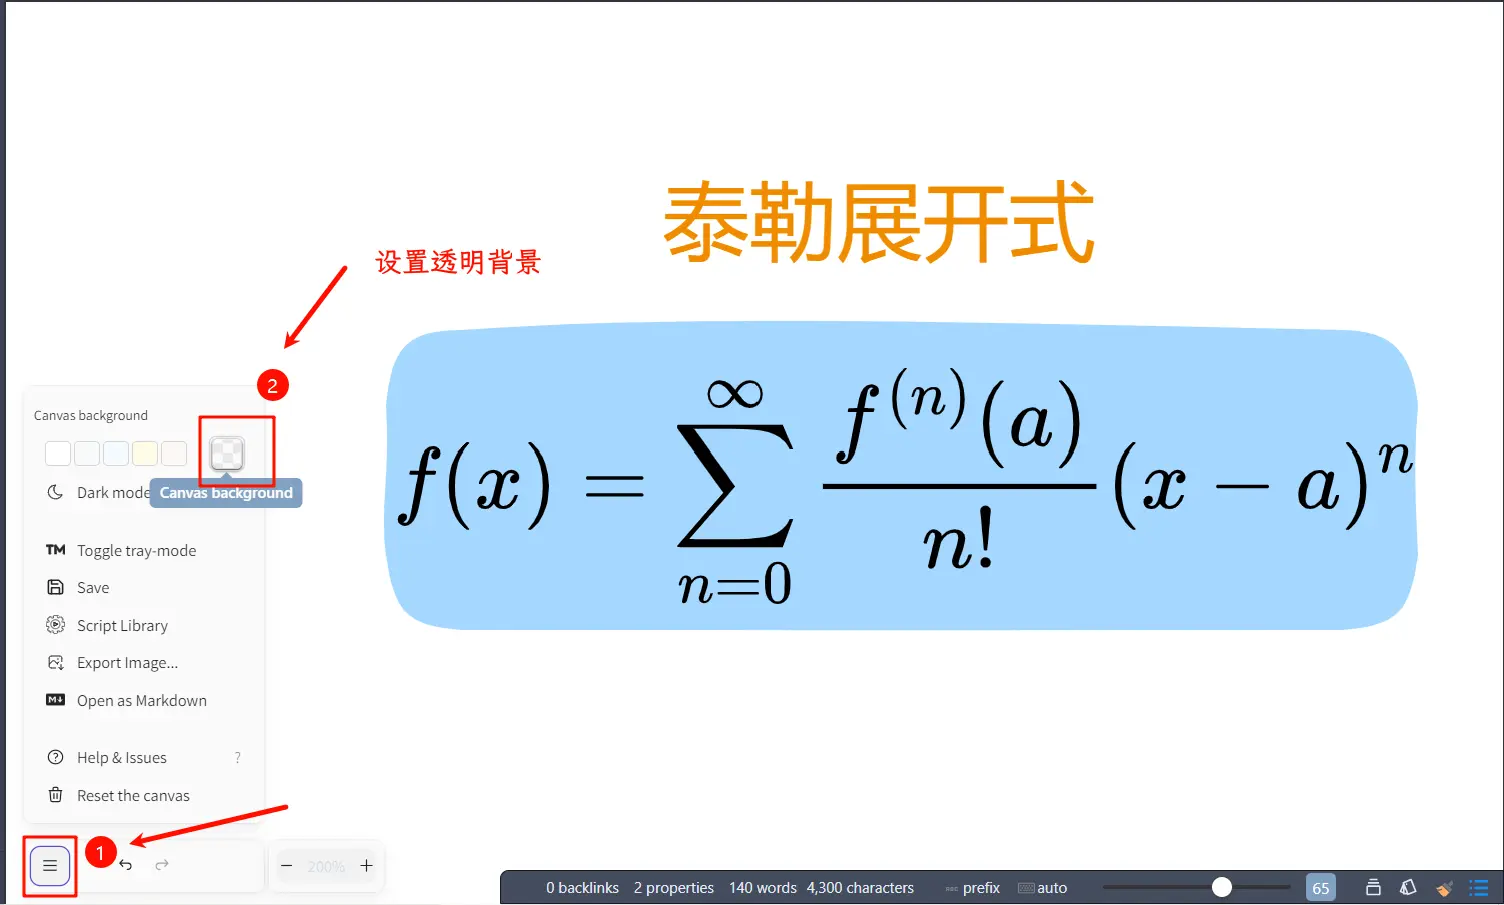 泰勒展开式
设置透明背景
f(x) = ∑_{n=0}^{∞} \frac{f^{(n)}(a)}{n!} (x − a)^n
2
Canvas background
Dark mode
Canvas background
TM Toggle tray-mode
Save
Script Library
Export Image...
M↓ Open as Markdown
Help & Issues ?
Reset the canvas
1
200%
0 backlinks 2 properties 140 words 4,300 characters prefix auto 65